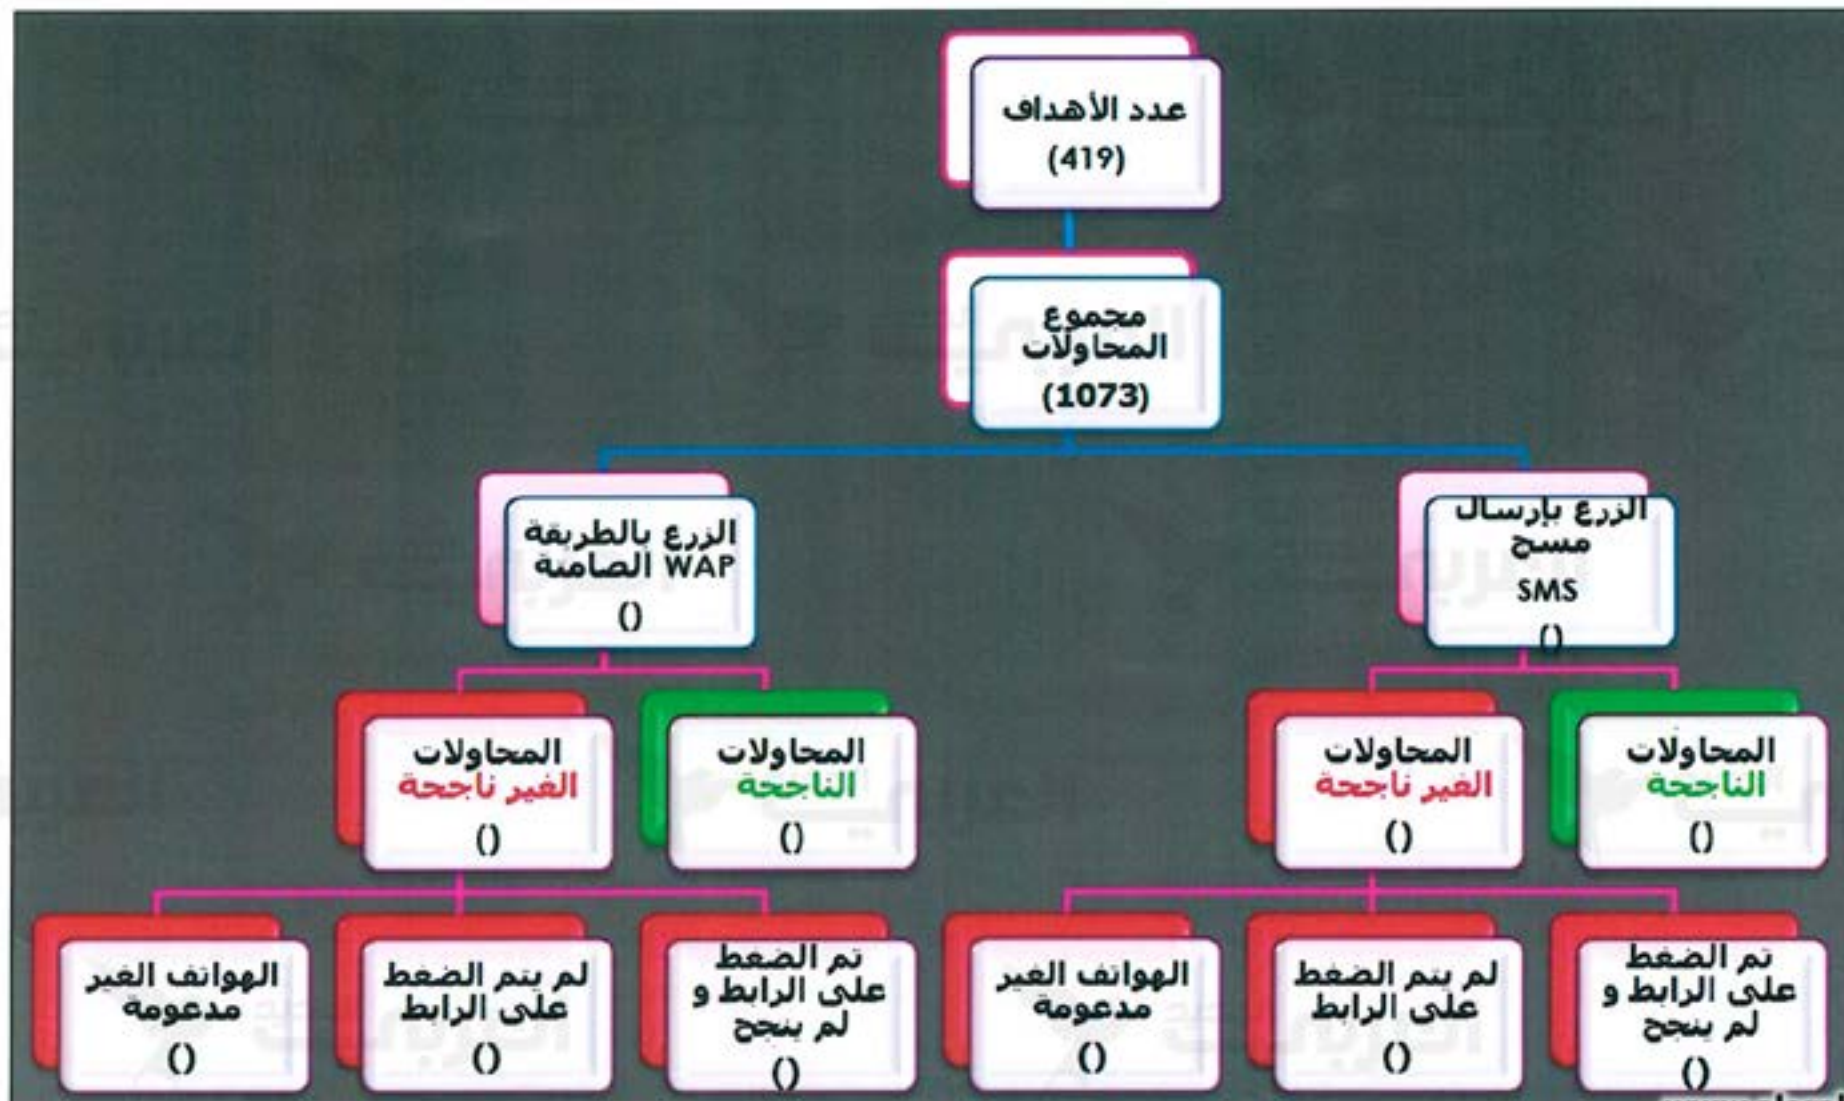 عدد الأهداف
(419)
مجموع
المحاولات
(1073)
الزرع بإرسال
مسج
SMS
()
الزرع بالطريقة
الصامتة WAP
()
المحاولات
الناجحة
()
المحاولات
الغير ناجحة
()
المحاولات
الناجحة
()
المحاولات
الغير ناجحة
()
تم الضغط
على الرابط و
لم ينجح
()
لم يتم الضغط
على الرابط
()
الهواتف الغير
مدعومة
()
تم الضغط
على الرابط و
لم ينجح
()
لم يتم الضغط
على الرابط
()
الهواتف الغير
مدعومة
()